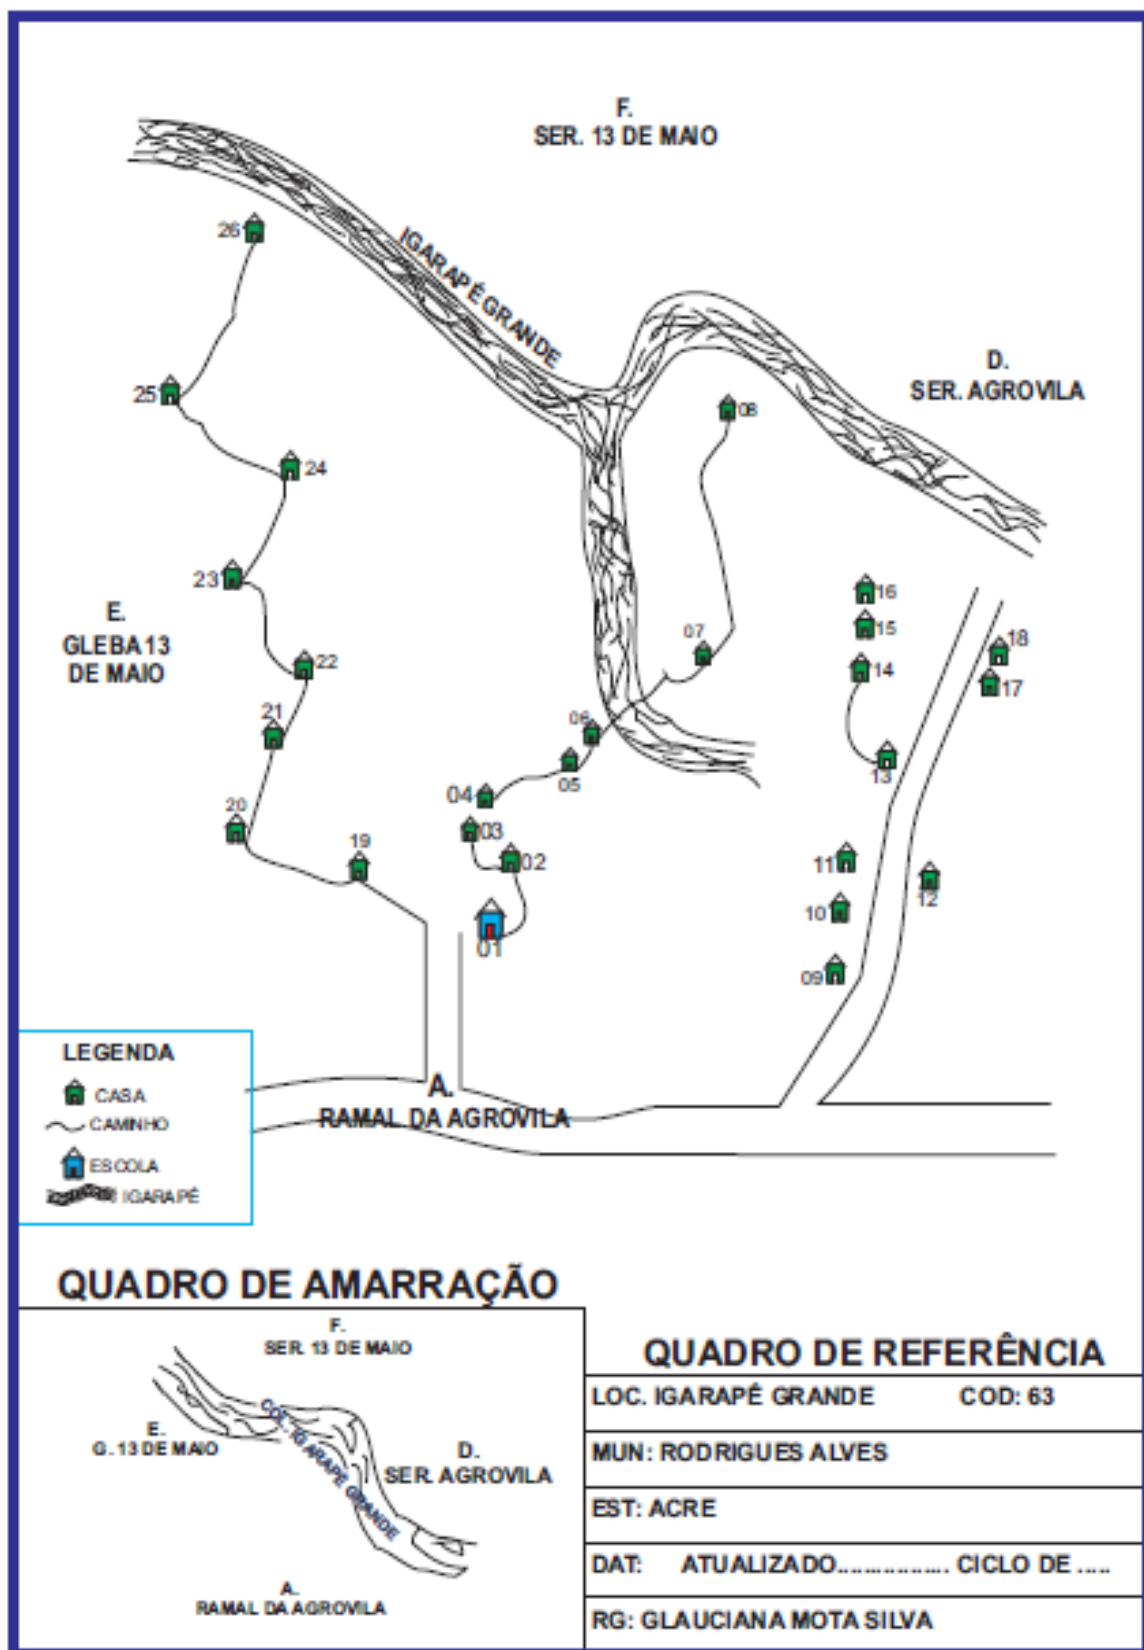 F.
SER. 13 DE MAIO
26
IGARAPÉ GRANDE
D.
SER. AGROVILA
25
08
24
23
16
E.
GLEBA 13
DE MAIO
15
07
18
22
14
17
21
06
13
05
04
20
03
19
02
11
12
10
01
09
LEGENDA
CASA
CAMINHO
ESCOLA
IGARAPÉ
A.
RAMAL DA AGROVILA
QUADRO DE AMARRAÇÃO
F.
SER. 13 DE MAIO
E.
G. 13 DE MAIO
COL. IGARAPÉ GRANDE
D.
SER. AGROVILA
A.
RAMAL DA AGROVILA
QUADRO DE REFERÊNCIA
LOC. IGARAPÉ GRANDE COD: 63
MUN: RODRIGUES ALVES
EST: ACRE
DAT: ATUALIZADO................ CICLO DE .....
RG: GLAUCIANA MOTA SILVA